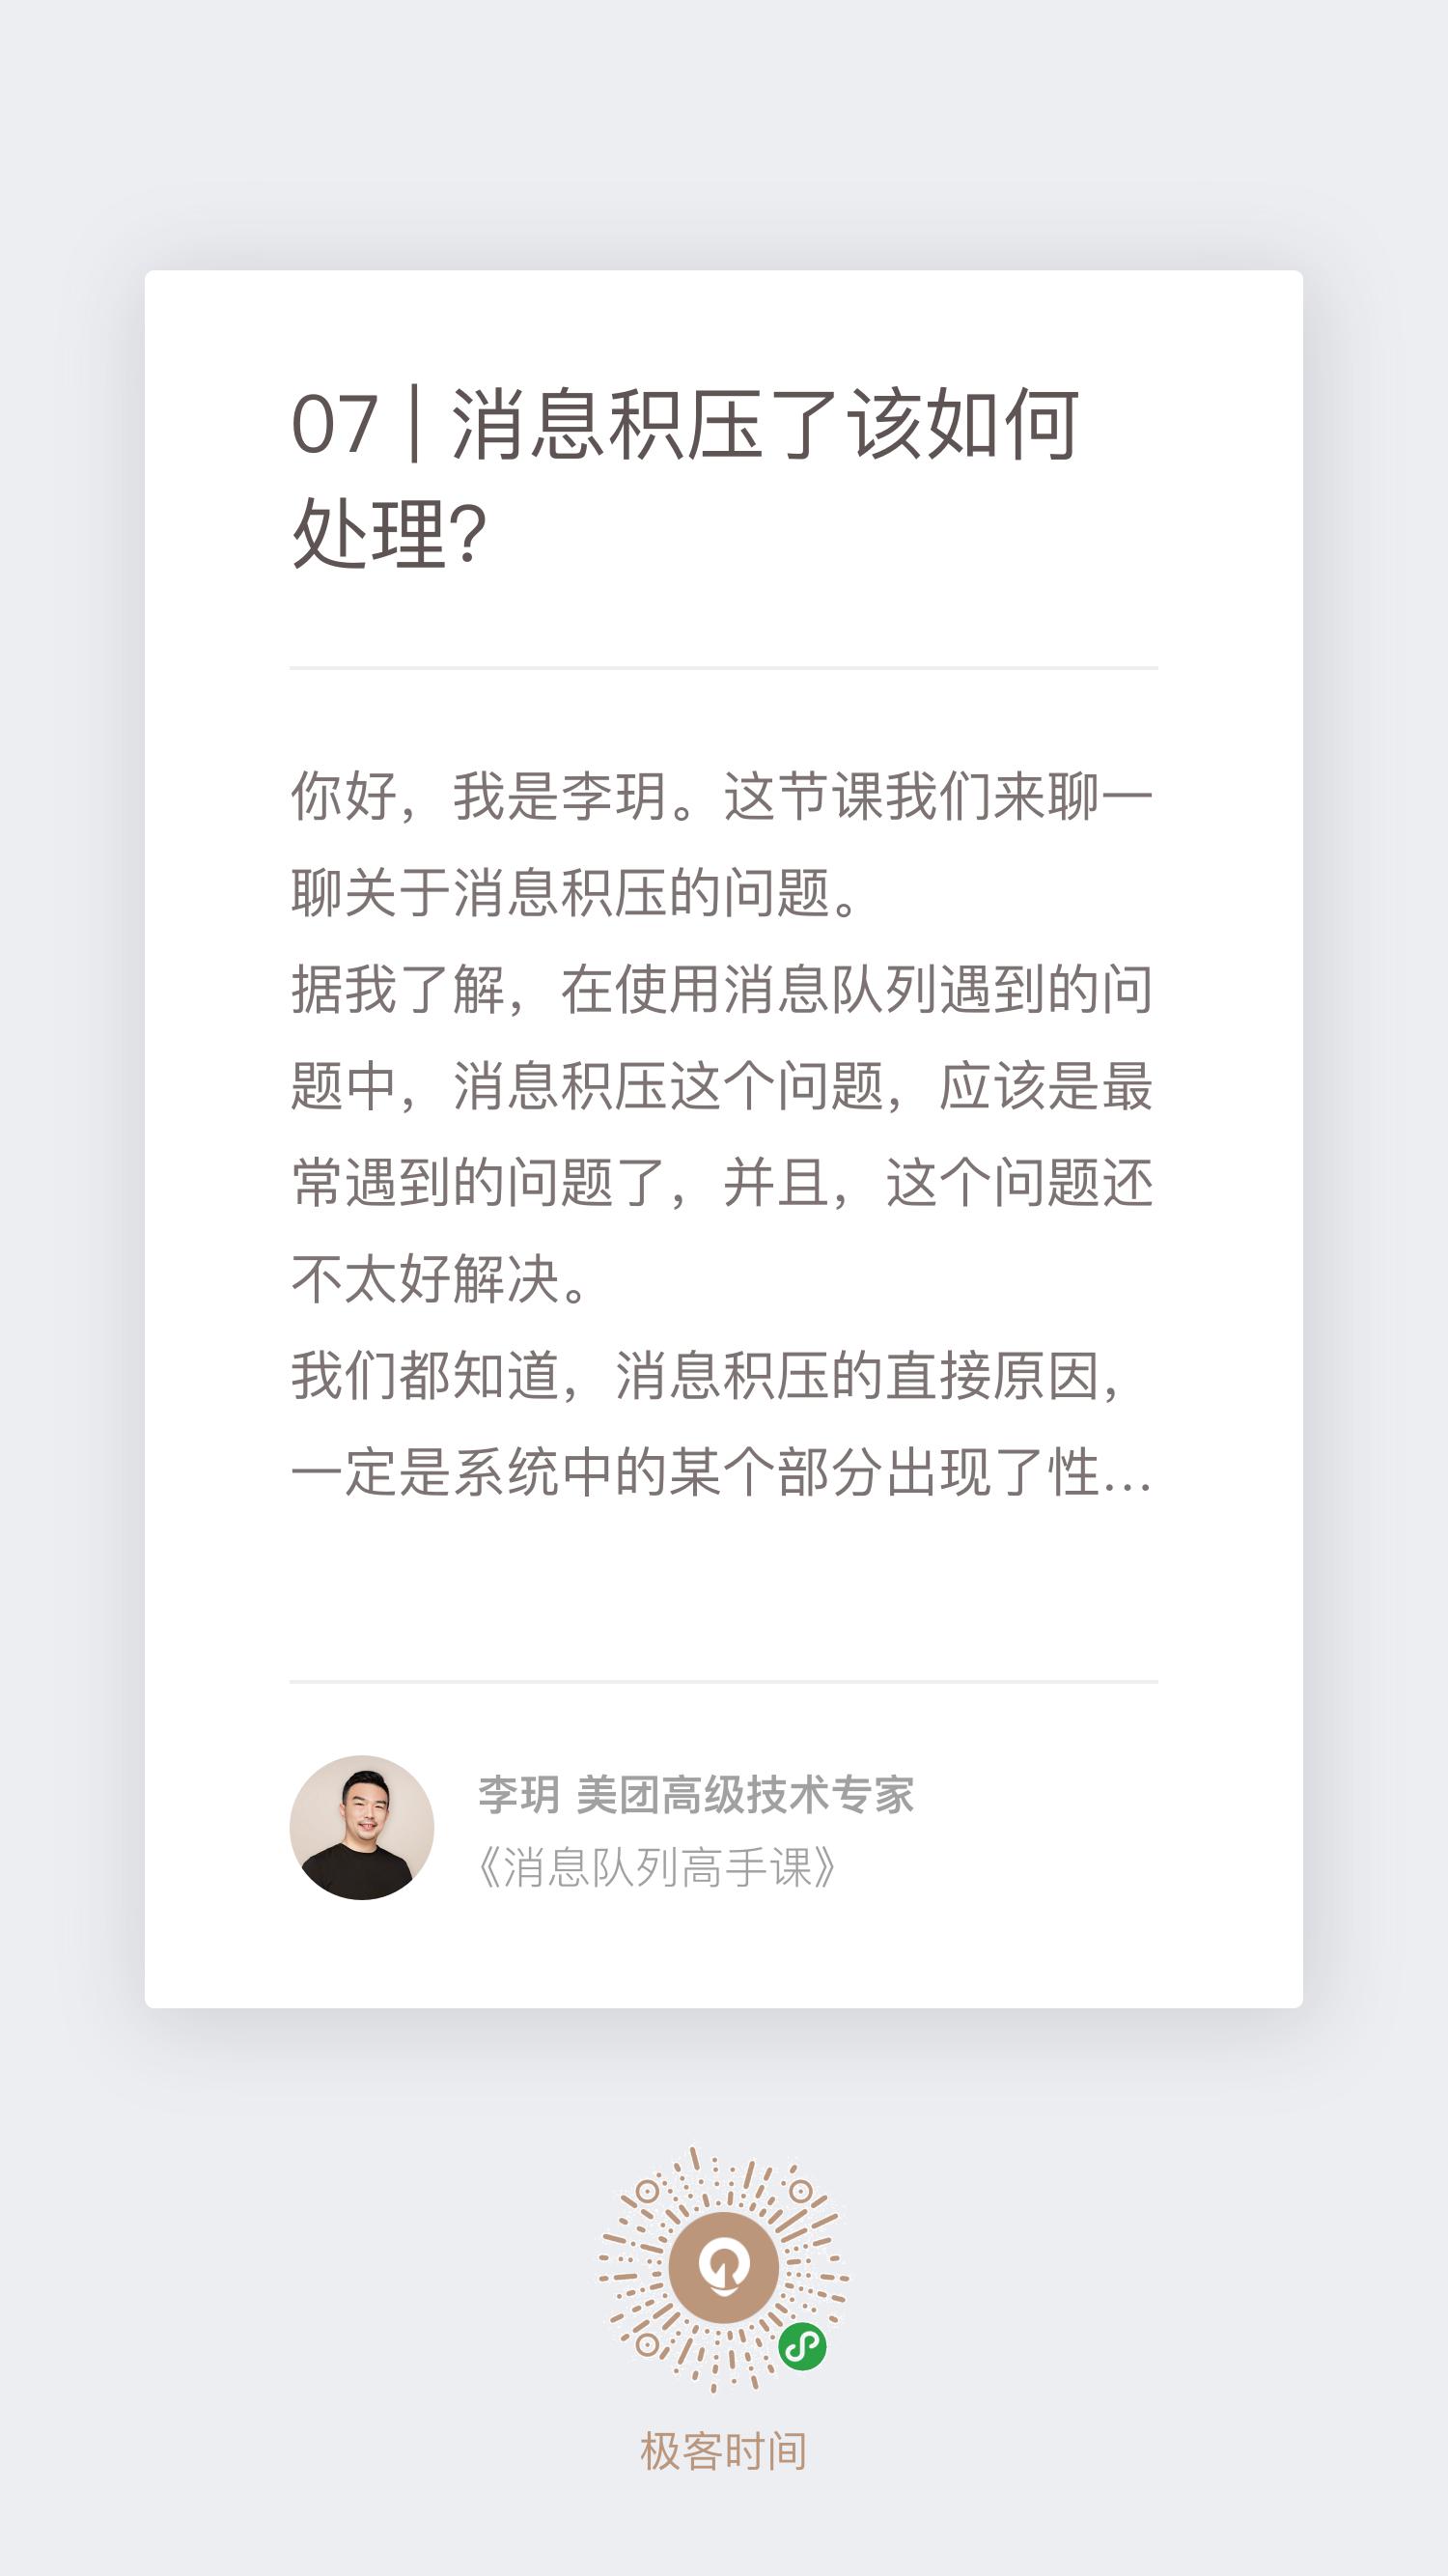 07 | 消息积压了该如何
处理?
你好，我是李玥。这节课我们来聊一
聊关于消息积压的问题。
据我了解，在使用消息队列遇到的问
题中，消息积压这个问题，应该是最
常遇到的问题了，并且，这个问题还
不太好解决。
我们都知道，消息积压的直接原因，
一定是系统中的某个部分出现了性...
李玥 美团高级技术专家
《消息队列高手课》
极客时间